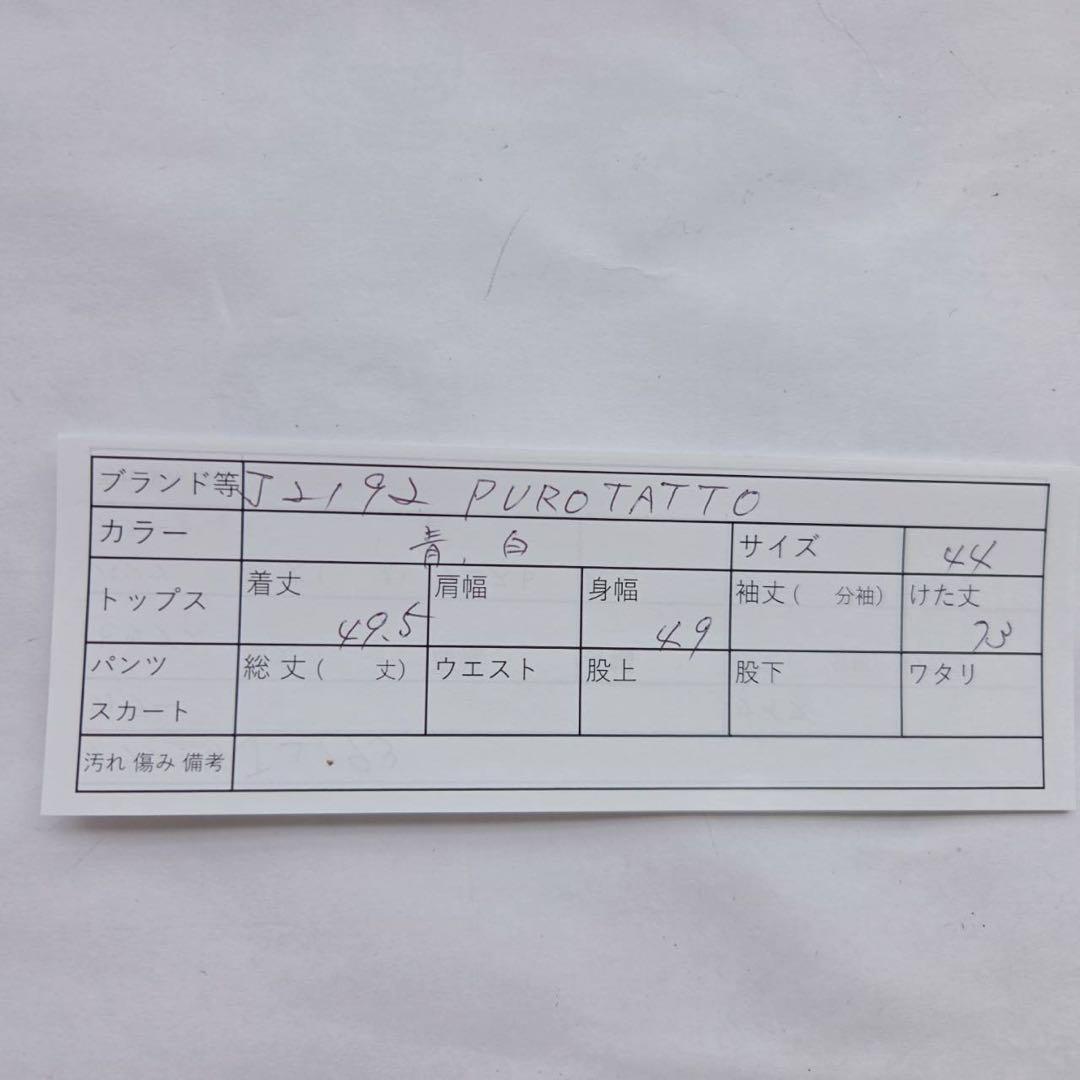 ブランド等 J2192 PUROTATTO
カラー 青、白 サイズ 44
トップス 着丈 49.5 肩幅 身幅 49 袖丈( 分袖) けた丈 73
パンツ 総丈( 丈) ウエスト 股上 股下 ワタリ
スカート
汚れ 傷み 備考